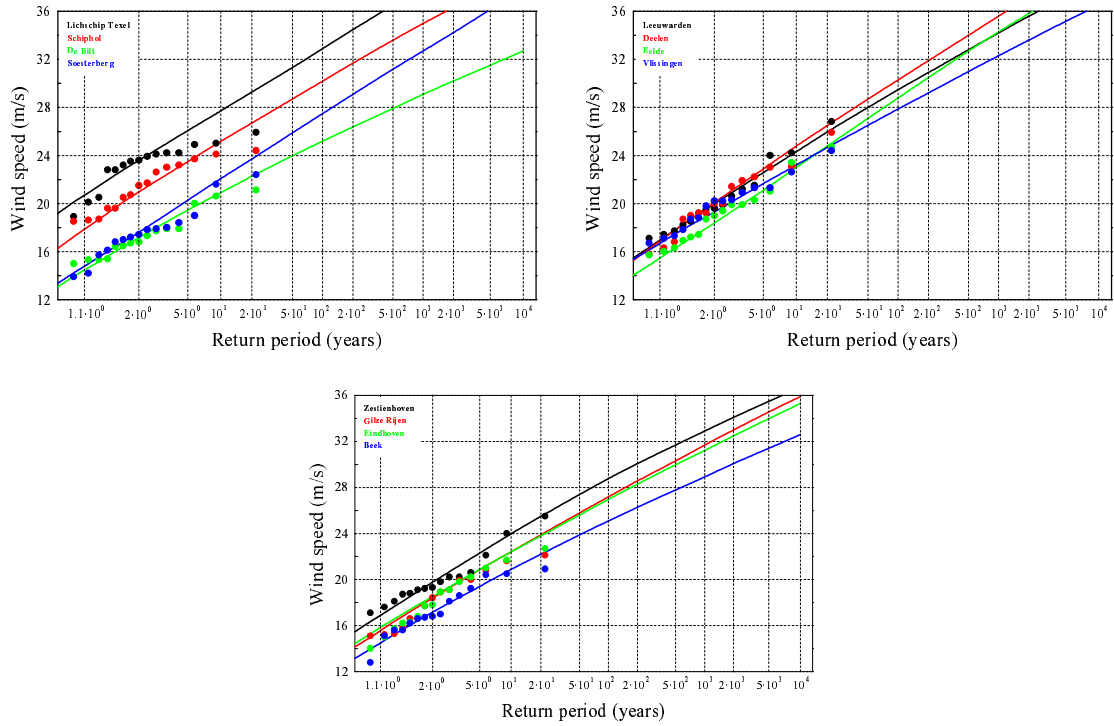 36
32
28
24
20
16
12
Wind speed (m/s)
Lichschip Texel
Schiphol
De Bilt
Soesterberg
1.1·10⁰ 2·10⁰ 5·10⁰ 10¹ 2·10¹ 5·10¹ 10² 2·10² 5·10² 10³ 2·10³ 5·10³ 10⁴
Return period (years)
36
32
28
24
20
16
12
Wind speed (m/s)
Leeuwarden
Deelen
Eelde
Vlissingen
1.1·10⁰ 2·10⁰ 5·10⁰ 10¹ 2·10¹ 5·10¹ 10² 2·10² 5·10² 10³ 2·10³ 5·10³ 10⁴
Return period (years)
36
32
28
24
20
16
12
Wind speed (m/s)
Zestienhoven
Gilze Rijen
Eindhoven
Beek
1.1·10⁰ 2·10⁰ 5·10⁰ 10¹ 2·10¹ 5·10¹ 10² 2·10² 5·10² 10³ 2·10³ 5·10³ 10⁴
Return period (years)